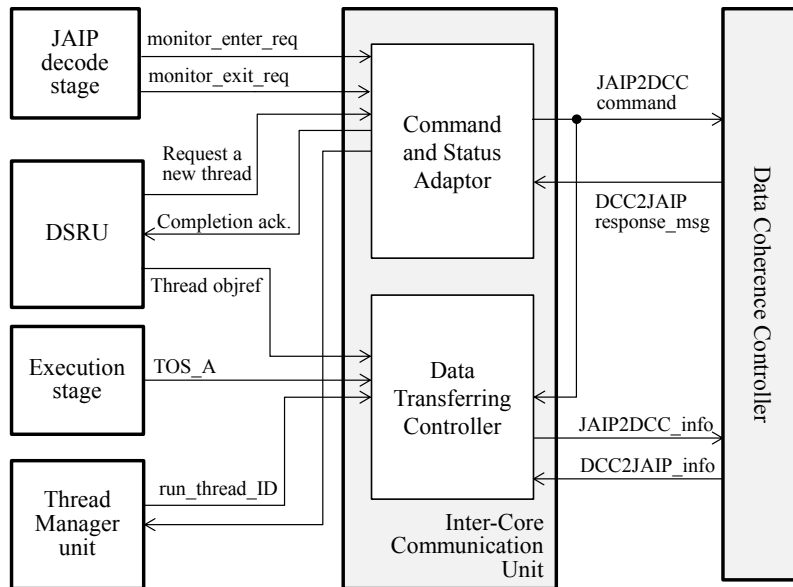 JAIP
decode
stage
monitor_enter_req
monitor_exit_req
Request a
new thread
DSRU
Completion ack.
Thread objref
Execution
stage
TOS_A
Thread
Manager
unit
run_thread_ID
Command
and Status
Adaptor
Data
Transferring
Controller
Inter-Core
Communication
Unit
JAIP2DCC
command
DCC2JAIP
response_msg
JAIP2DCC_info
DCC2JAIP_info
Data Coherence Controller